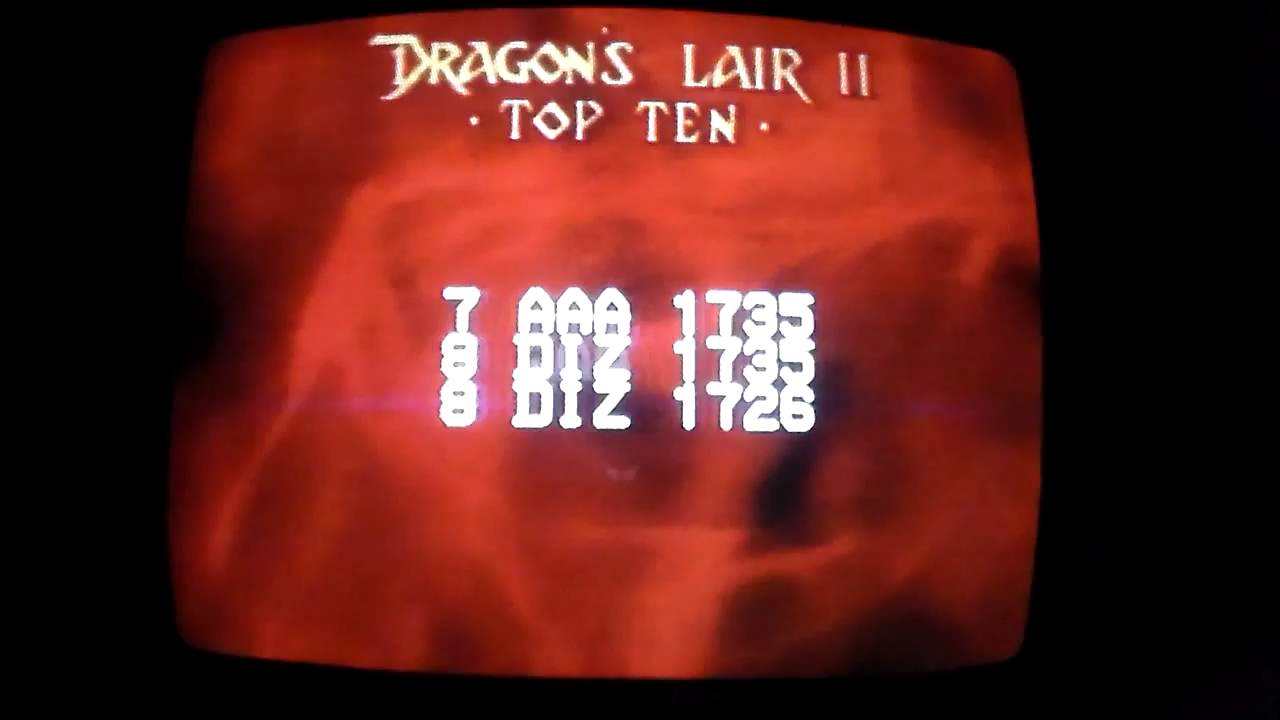 DRAGON'S LAIR II
· TOP TEN ·
7 AAA 1735
8 DIZ 1735
8 DIZ 1726